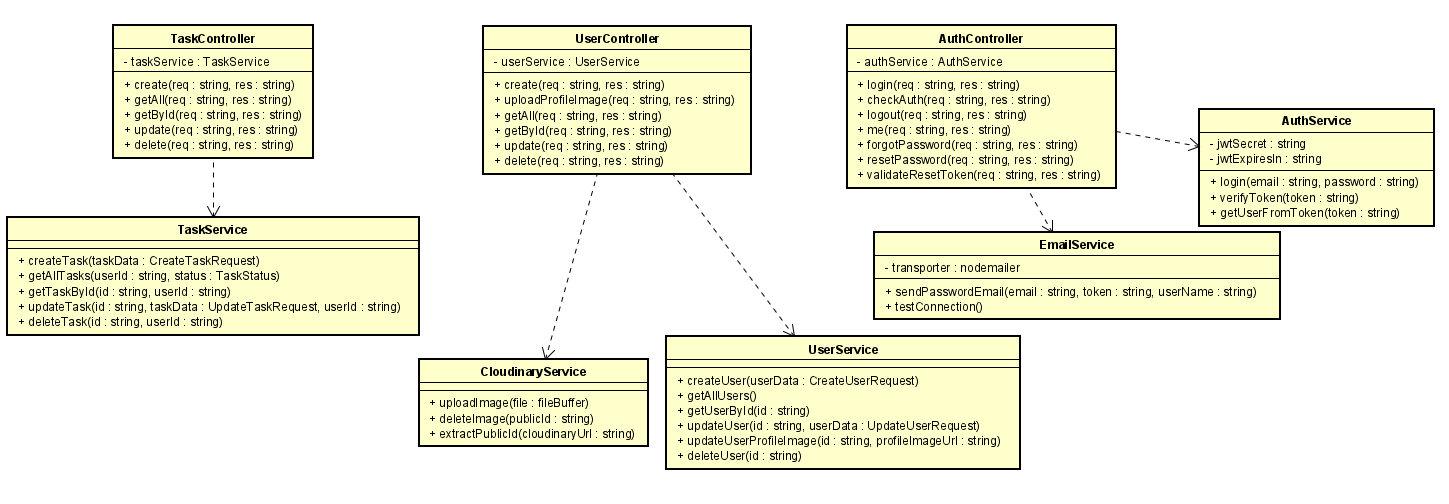 TaskController
- taskService : TaskService
+ create(req : string, res : string)
+ getAll(req : string, res : string)
+ getById(req : string, res : string)
+ update(req : string, res : string)
+ delete(req : string, res : string)
UserController
- userService : UserService
+ create(req : string, res : string)
+ uploadProfileImage(req : string, res : string)
+ getAll(req : string, res : string)
+ getById(req : string, res : string)
+ update(req : string, res : string)
+ delete(req : string, res : string)
AuthController
- authService : AuthService
+ login(req : string, res : string)
+ checkAuth(req : string, res : string)
+ logout(req : string, res : string)
+ me(req : string, res : string)
+ forgotPassword(req : string, res : string)
+ resetPassword(req : string, res : string)
+ validateResetToken(req : string, res : string)
AuthService
- jwtSecret : string
- jwtExpiresIn : string
+ login(email : string, password : string)
+ verifyToken(token : string)
+ getUserFromToken(token : string)
TaskService
+ createTask(taskData : CreateTaskRequest)
+ getAllTasks(userId : string, status : TaskStatus)
+ getTaskById(id : string, userId : string)
+ updateTask(id : string, taskData : UpdateTaskRequest, userId : string)
+ deleteTask(id : string, userId : string)
EmailService
- transporter : nodemailer
+ sendPasswordEmail(email : string, token : string, userName : string)
+ testConnection()
CloudinaryService
+ uploadImage(file : fileBuffer)
+ deleteImage(publicId : string)
+ extractPublicId(cloudinaryUrl : string)
UserService
+ createUser(userData : CreateUserRequest)
+ getAllUsers()
+ getUserById(id : string)
+ updateUser(id : string, userData : UpdateUserRequest)
+ updateUserProfileImage(id : string, profileImageUrl : string)
+ deleteUser(id : string)